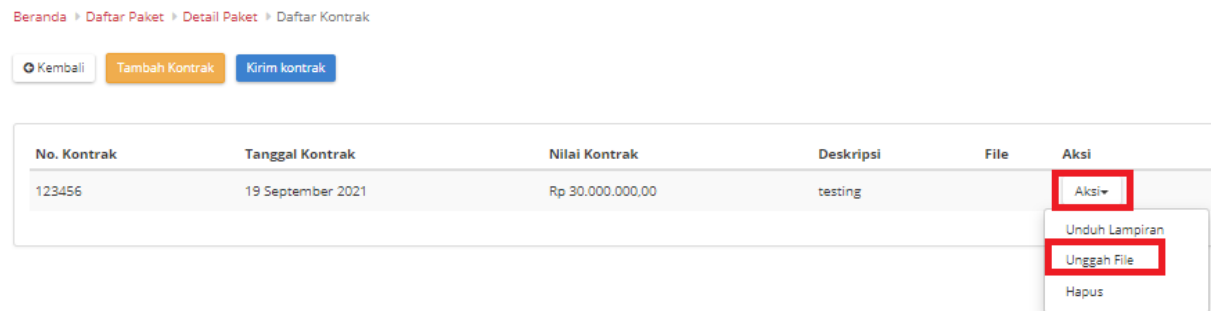 Beranda Daftar Paket Detail Paket Daftar Kontrak
Kembali Tambah Kontrak Kirim kontrak
No. Kontrak Tanggal Kontrak Nilai Kontrak Deskripsi File Aksi
123456 19 September 2021 Rp 30.000.000,00 testing Aksi
Unduh Lampiran
Unggah File
Hapus